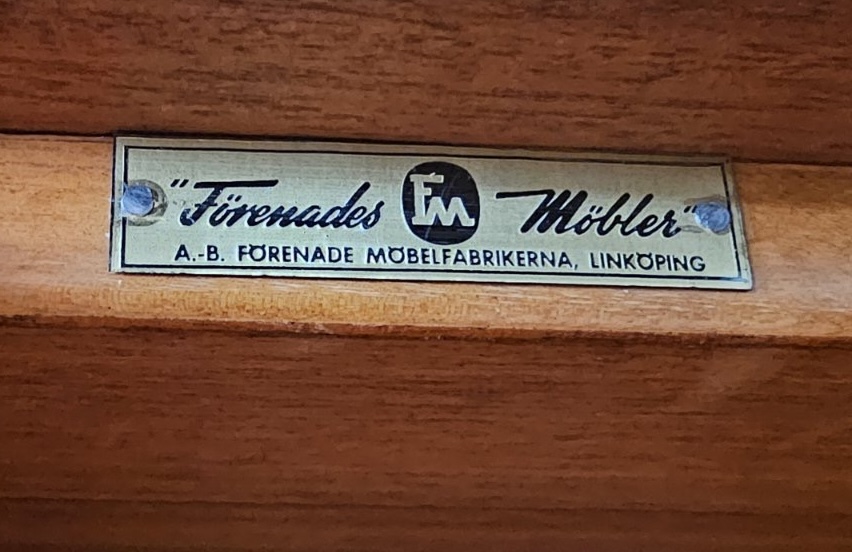 "Förenades FM Möbler"
A.-B. FÖRENADE MÖBELFABRIKERNA, LINKÖPING